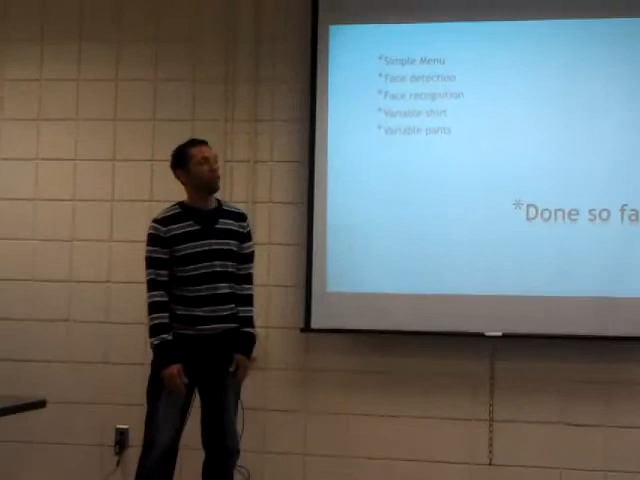 *Simple Menu
*Face detection
*Face recognition
*Variable shirt
*Variable pants
*Done so fa